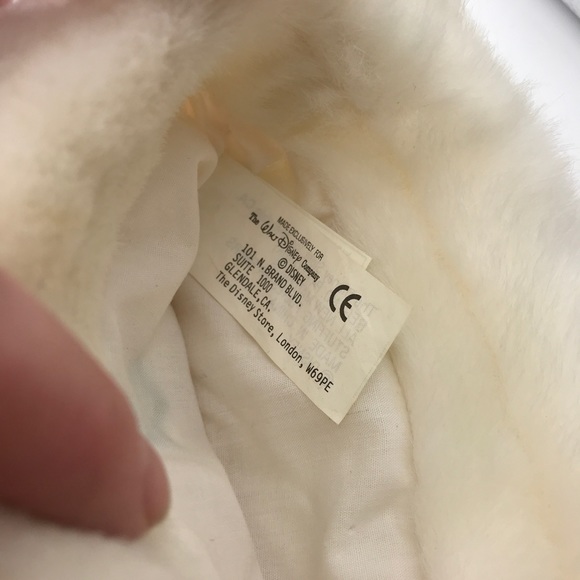 MADE EXCLUSIVELY FOR
The Walt Disney Company
© DISNEY
101 N. BRAND BLVD.
SUITE 1000
GLENDALE, CA.
The Disney Store, London, W69PE
CE